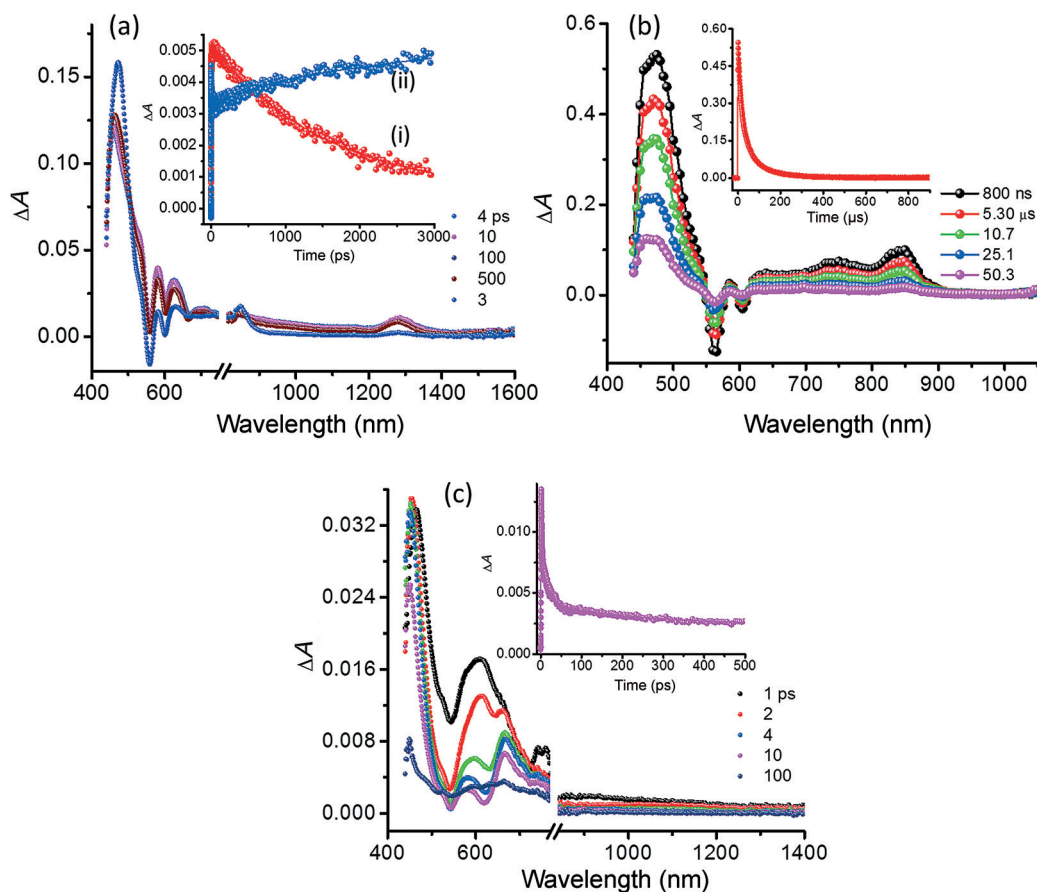 (a)
0.15
0.10
0.05
0.00
ΔA
400 600 1000 1200 1400 1600
Wavelength (nm)
0.005
0.004
0.003
0.002
0.001
0.000
ΔA
(ii)
(i)
0 1000 2000 3000
Time (ps)
4 ps
10
100
500
3
(b)
0.6
0.4
0.2
0.0
ΔA
400 500 600 700 800 900 1000
Wavelength (nm)
0.60
0.45
0.30
0.15
0.00
ΔA
0 200 400 600 800
Time (μs)
800 ns
5.30 μs
10.7
25.1
50.3
(c)
0.032
0.024
0.016
0.008
0.000
ΔA
400 600 1000 1200 1400
Wavelength (nm)
0.010
0.005
0.000
ΔA
0 100 200 300 400 500
Time (ps)
1 ps
2
4
10
100